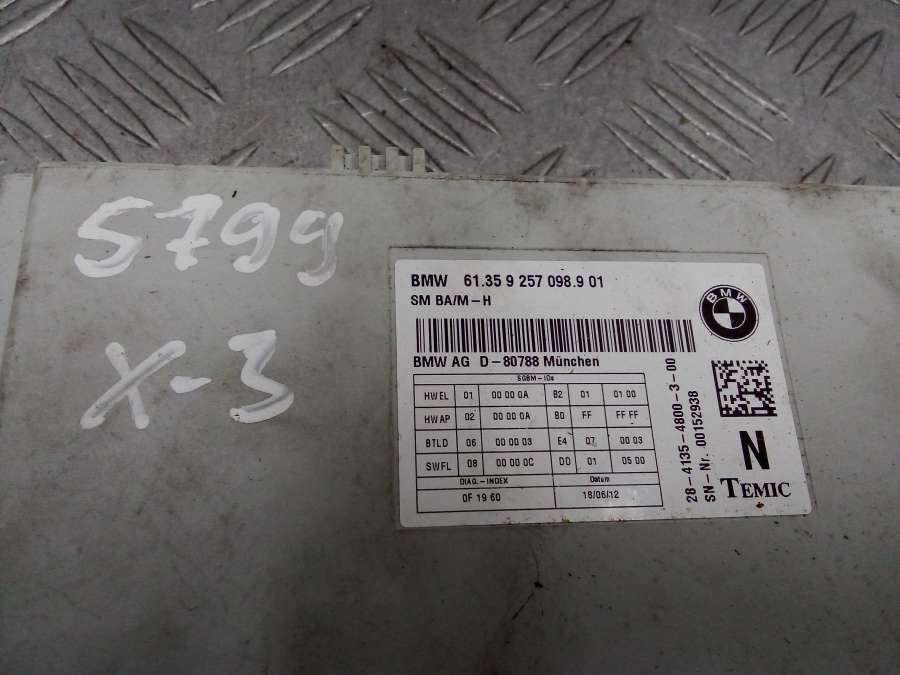 5799
X-3
BMW 61.35 9 257 098.9 01
SM BA/M-H
BMW
BMW AG D-80788 München
SGBM-IDs
HWEL 01 00 00 0A B2 01 01 00
HWAP 02 00 00 0A B0 FF FF FF
BTLD 06 00 00 03 E4 07 00 03
SWFL 08 00 00 0C D0 01 05 00
DIAG.-INDEX Datum
0F 19 60 18/06/12
28-4135-4800-3-00
SN-Nr. 00152938
N
TEMIC